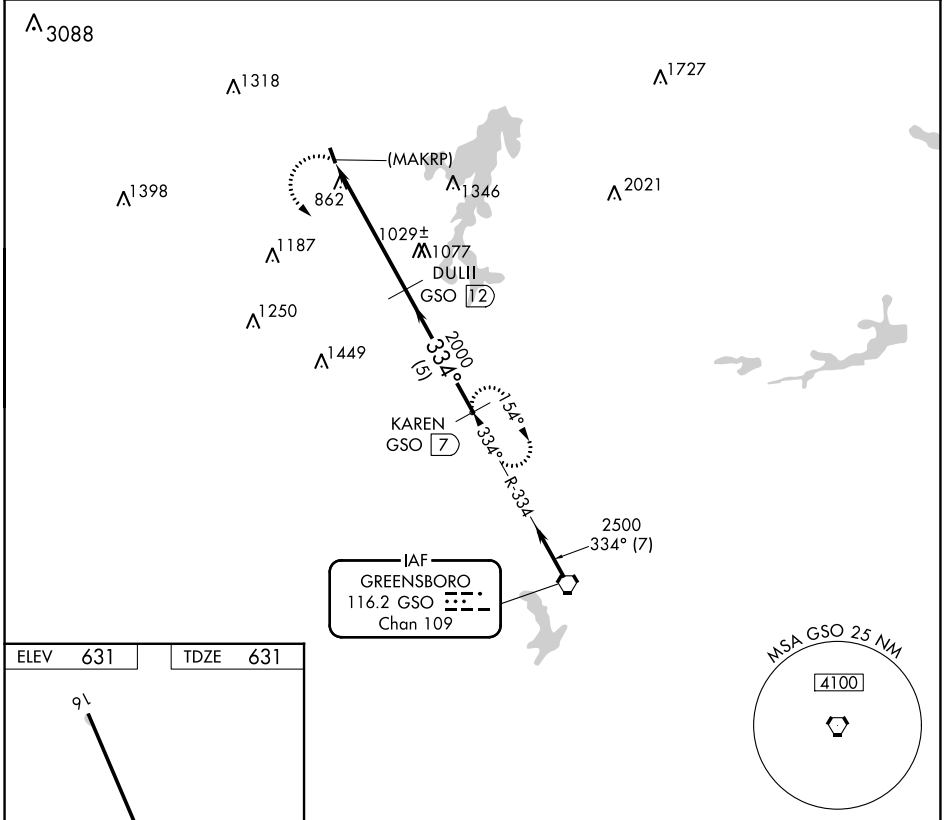 3088
1318
1727
(MAKRP)
1398
862
1346
2021
1029±
1187
1077
DULII
GSO 12
1250
2000
1449
334°
(5)
154°
KAREN
GSO 7
334°
R-334
2500
334° (7)
IAF
GREENSBORO
116.2 GSO
Chan 109
MSA GSO 25 NM
4100
ELEV 631
TDZE 631
16